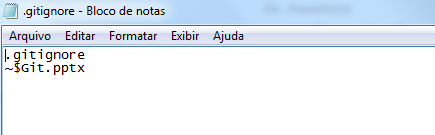 .gitignore - Bloco de notas
Arquivo Editar Formatar Exibir Ajuda
.gitignore
~$Git.pptx